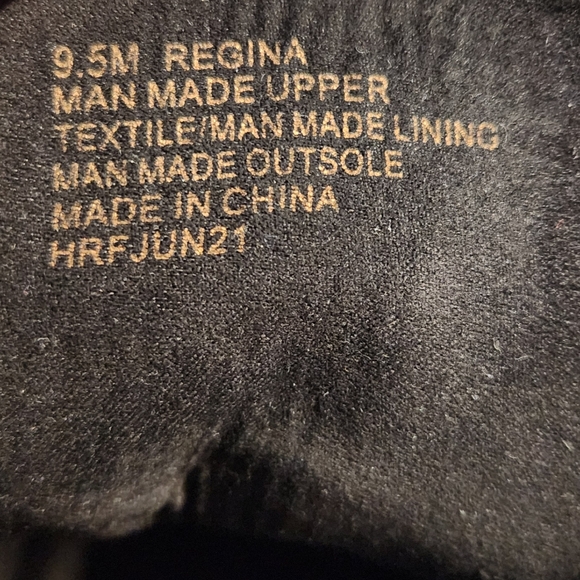 9.5M REGINA
MAN MADE UPPER
TEXTILE/MAN MADE LINING
MAN MADE OUTSOLE
MADE IN CHINA
HRFJUN21